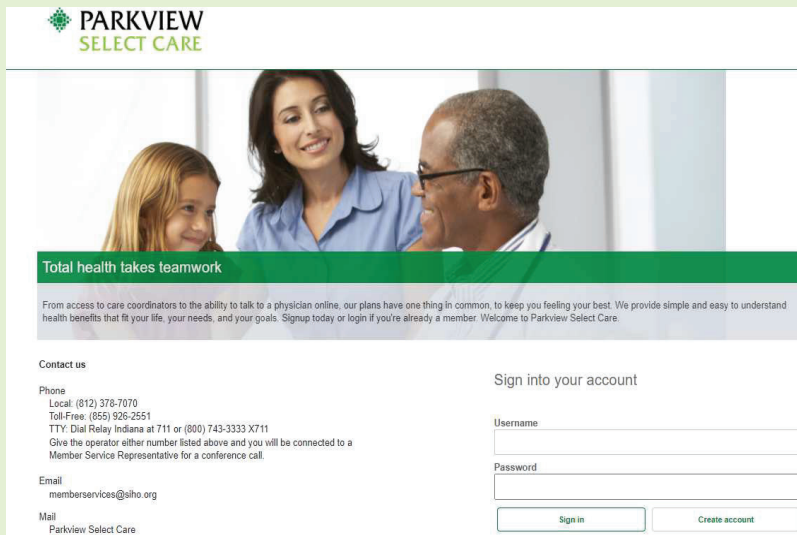 PARKVIEW
SELECT CARE
Total health takes teamwork
From access to care coordinators to the ability to talk to a physician online, our plans have one thing in common, to keep you feeling your best. We provide simple and easy to understand
health benefits that fit your life, your needs, and your goals. Signup today or login if you're already a member. Welcome to Parkview Select Care.
Contact us
Phone
Local: (812) 378-7070
Toll-Free: (855) 926-2551
TTY: Dial Relay Indiana at 711 or (800) 743-3333 X711
Give the operator either number listed above and you will be connected to a
Member Service Representative for a conference call.
Email
memberservices@siho.org
Mail
Parkview Select Care
Sign into your account
Username
Password
Sign in
Create account